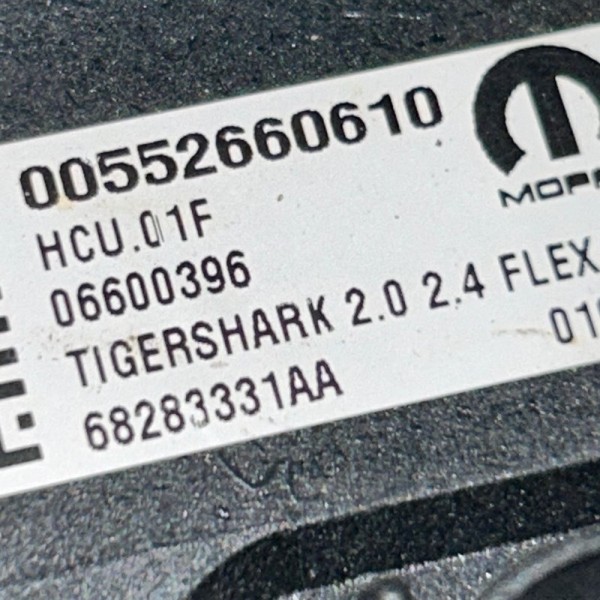 00552660610
HCU.01F
06600396
TIGERSHARK 2.0 2.4 FLEX
68283331AA